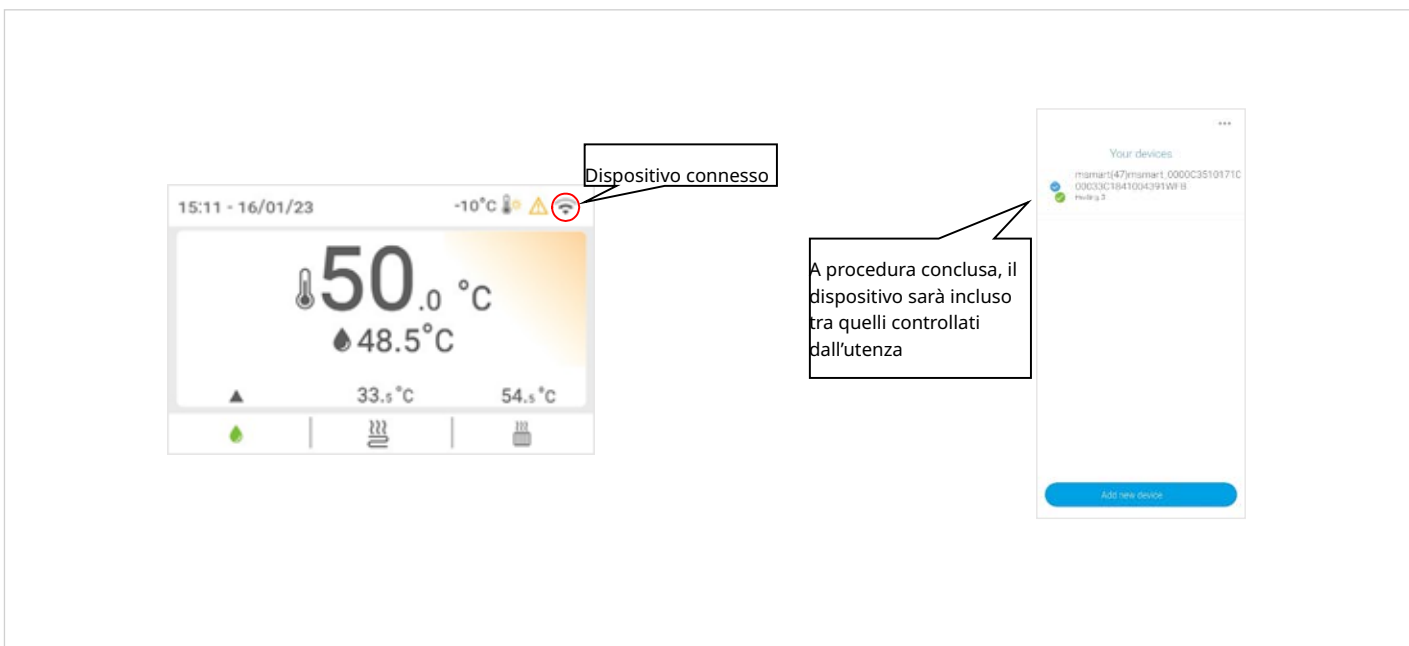 Dispositivo connesso
15:11 - 16/01/23
-10°C
50.0 °C
48.5°C
33.5°C
54.5°C
A procedura conclusa, il
dispositivo sarà incluso
tra quelli controllati
dall’utenza
Your devices
msmart(47)msmart_0000C3510171C
00033C1841004391WFB
Add new device